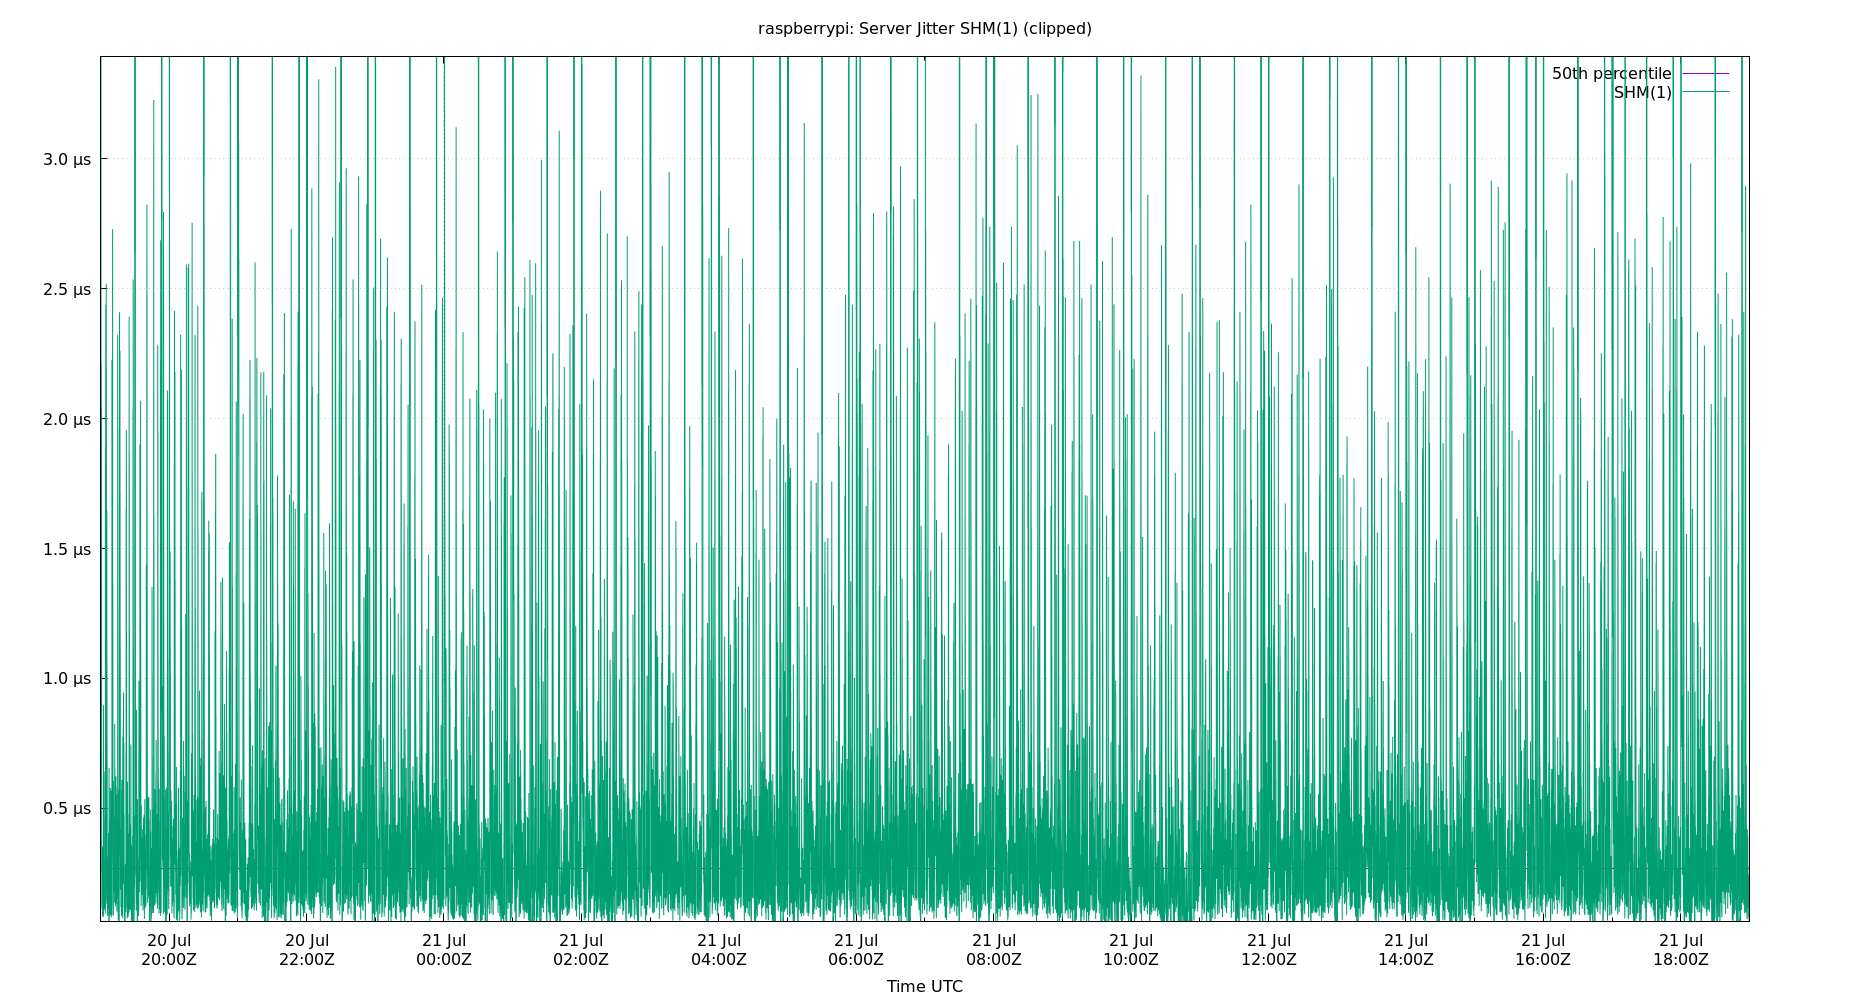 raspberrypi: Server Jitter SHM(1) (clipped)
50th percentile
SHM(1)
3.0 µs
2.5 µs
2.0 µs
1.5 µs
1.0 µs
0.5 µs
20 Jul 20 Jul 21 Jul 21 Jul 21 Jul 21 Jul 21 Jul 21 Jul 21 Jul 21 Jul 21 Jul 21 Jul
20:00Z 22:00Z 00:00Z 02:00Z 04:00Z 06:00Z 08:00Z 10:00Z 12:00Z 14:00Z 16:00Z 18:00Z
Time UTC